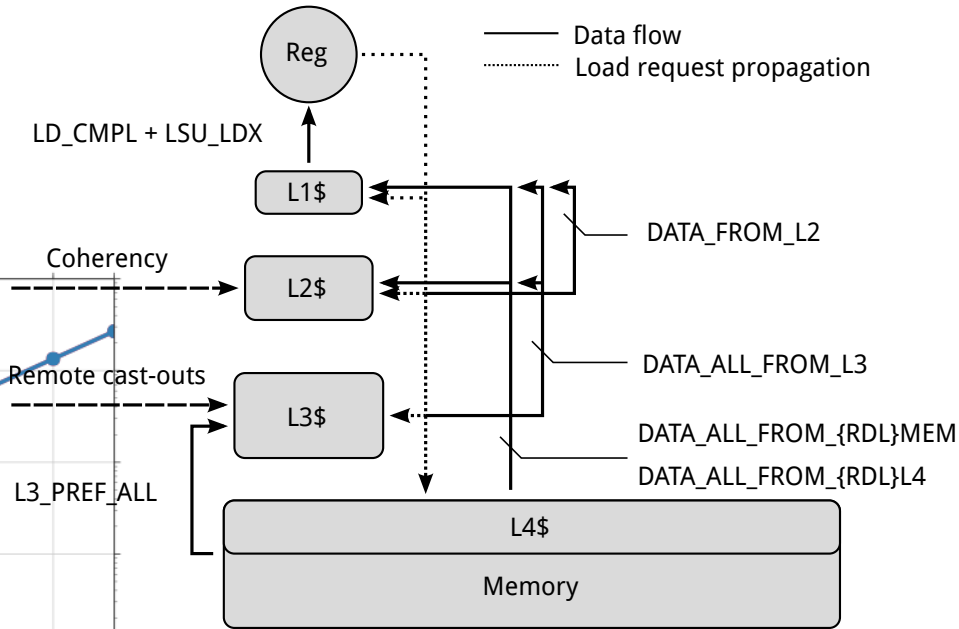 Reg
Data flow
Load request propagation
LD_CMPL + LSU_LDX
L1$
DATA_FROM_L2
Coherency
L2$
DATA_ALL_FROM_L3
Remote cast-outs
L3$
DATA_ALL_FROM_{RDL}MEM
DATA_ALL_FROM_{RDL}L4
L3_PREF_ALL
L4$
Memory